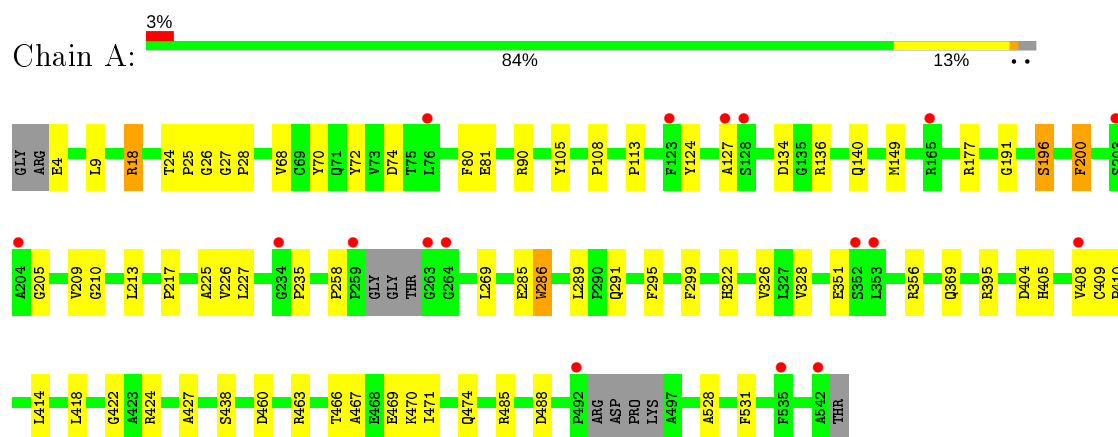 3%
Chain A:
84% 13% • •
GLY ARG E4 L9 R18 T24 P25 G26 G27 P28 V68 C69 Y70 Q71 Y72 V73 D74 T75 L76 F80 E81 R90 Y105 P108 P113 F123 Y124 A127 S128 D134 G135 R136 Q140 M149 R165 R177 G191 S196 F200 S203
A204 G205 V209 G210 L213 P217 A225 V226 L227 G234 P235 P258 P259 GLY GLY THR G263 G264 L269 E285 W286 L289 P290 Q291 F295 F299 H322 V326 L327 V328 E351 S352 L353 R356 Q369 R395 D404 H405 V408 C409 P410
L414 L418 G422 A423 R424 A427 S438 D460 R463 T466 A467 E468 E469 K470 I471 Q474 R485 D488 P492 ARG ASP PRO LYS A497 A528 F531 F535 A542 THR